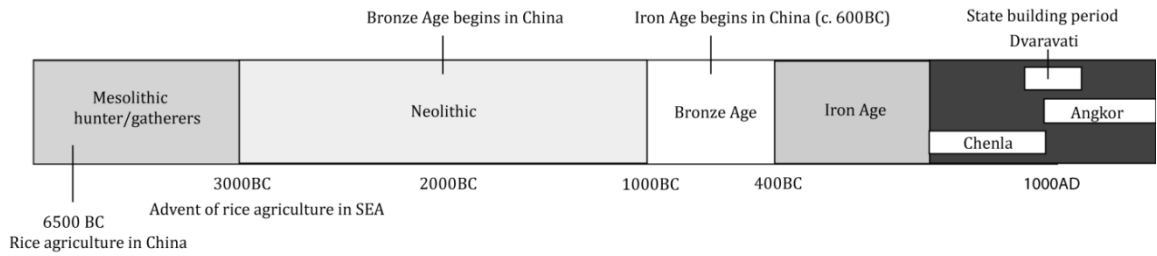 Bronze Age begins in China
Iron Age begins in China (c. 600BC)
State building period
Dvaravati
Mesolithic
hunter/gatherers
Neolithic
Bronze Age
Iron Age
Angkor
Chenla
3000BC
2000BC
1000BC
400BC
1000AD
Advent of rice agriculture in SEA
6500 BC
Rice agriculture in China